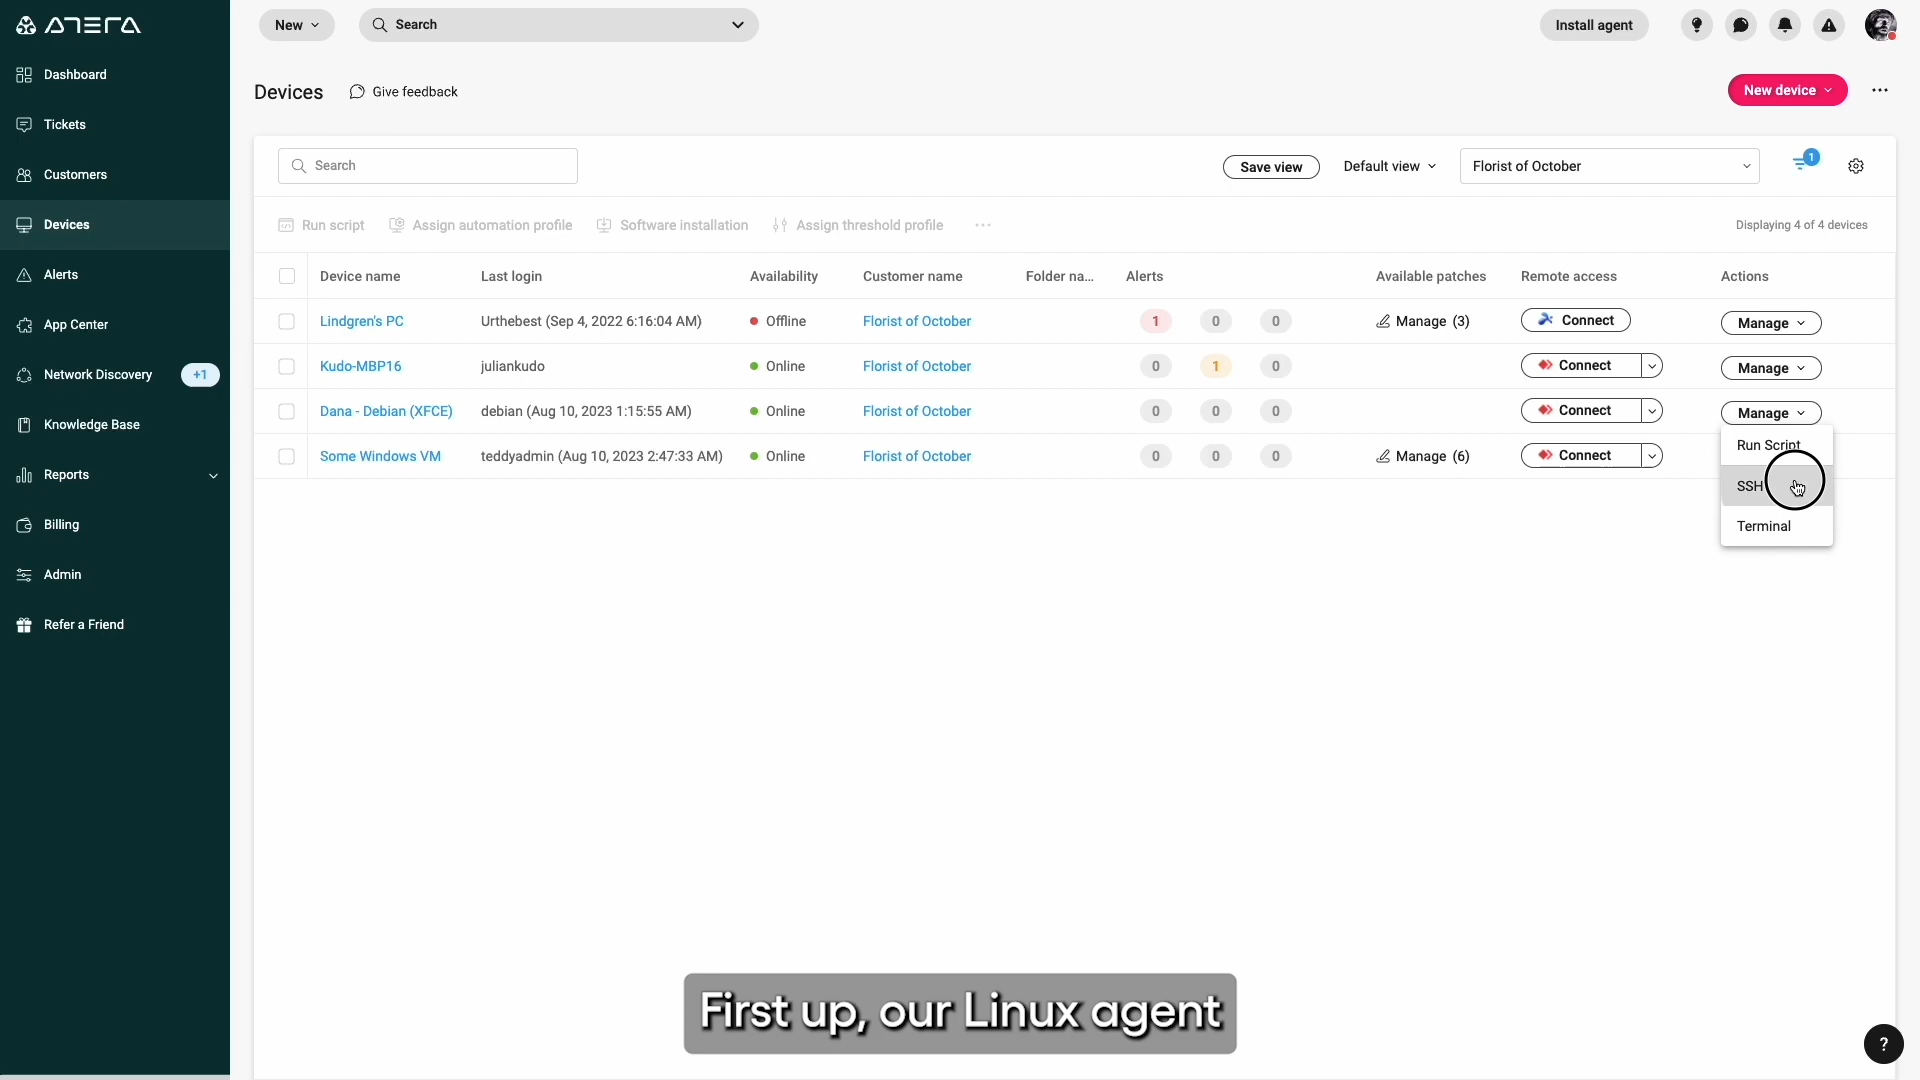 ATERA
New
Search
Install agent
Dashboard
Tickets
Customers
Devices
Alerts
App Center
Network Discovery +1
Knowledge Base
Reports
Billing
Admin
Refer a Friend
Devices Give feedback
New device
Search
Save view Default view Florist of October 1
Run script Assign automation profile Software installation Assign threshold profile Displaying 4 of 4 devices
Device name Last login Availability Customer name Folder na... Alerts Available patches Remote access Actions
Lindgren's PC Urthebest (Sep 4, 2022 6:16:04 AM) Offline Florist of October 1 0 0 Manage (3) Connect Manage
Kudo-MBP16 juliankudo Online Florist of October 0 1 0 Connect Manage
Dana - Debian (XFCE) debian (Aug 10, 2023 1:15:55 AM) Online Florist of October 0 0 0 Connect Manage
Some Windows VM teddyadmin (Aug 10, 2023 2:47:33 AM) Online Florist of October 0 0 0 Manage (6) Connect
Run Script
SSH
Terminal
First up, our Linux agent
?